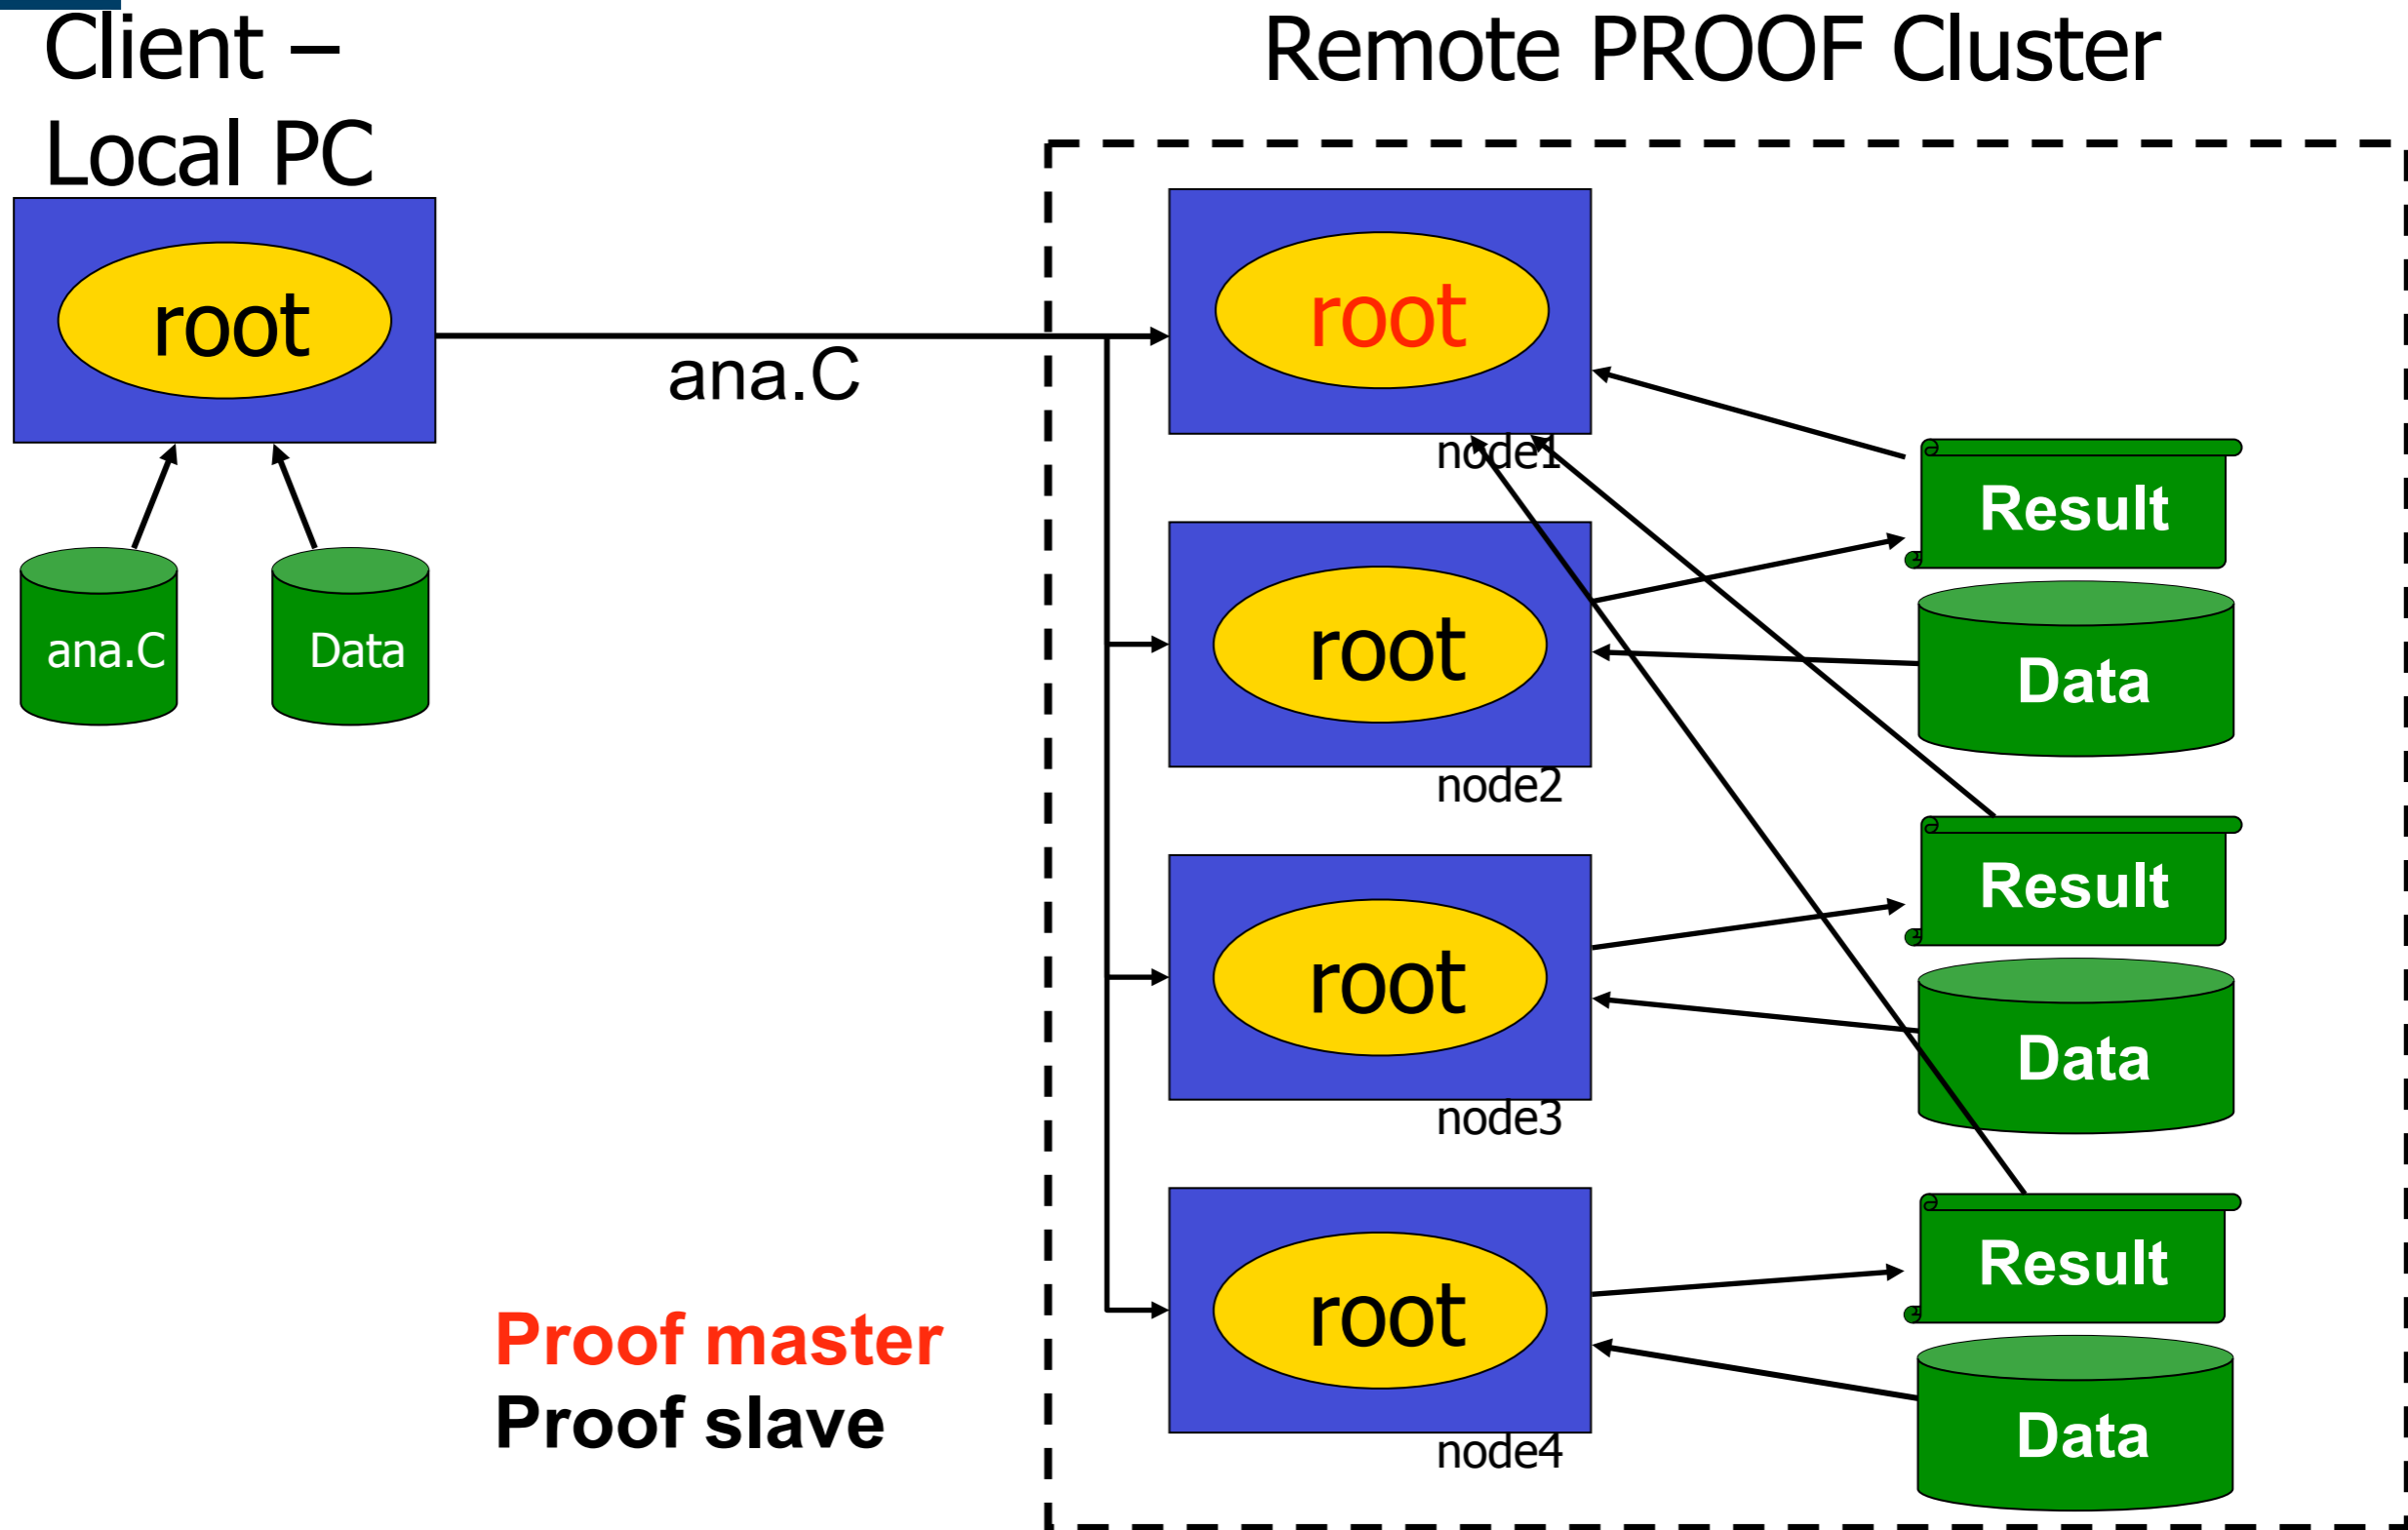 Client –
Local PC
Remote PROOF Cluster
root
ana.C
Data
ana.C
root
node1
root
node2
root
node3
root
node4
Result
Data
Result
Data
Result
Data
Proof master
Proof slave